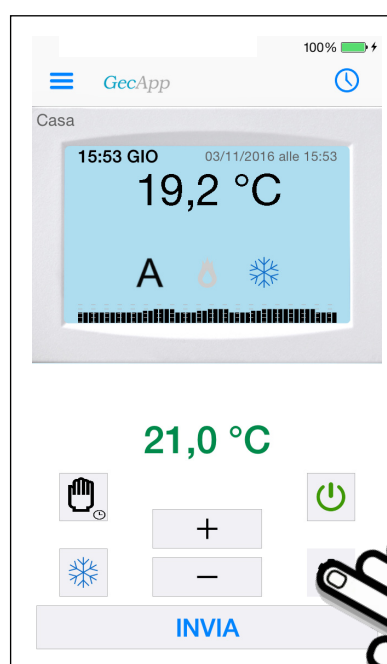 100%
GecApp
Casa
15:53 GIO 03/11/2016 alle 15:53
19,2 °C
A
21,0 °C
+
−
INVIA